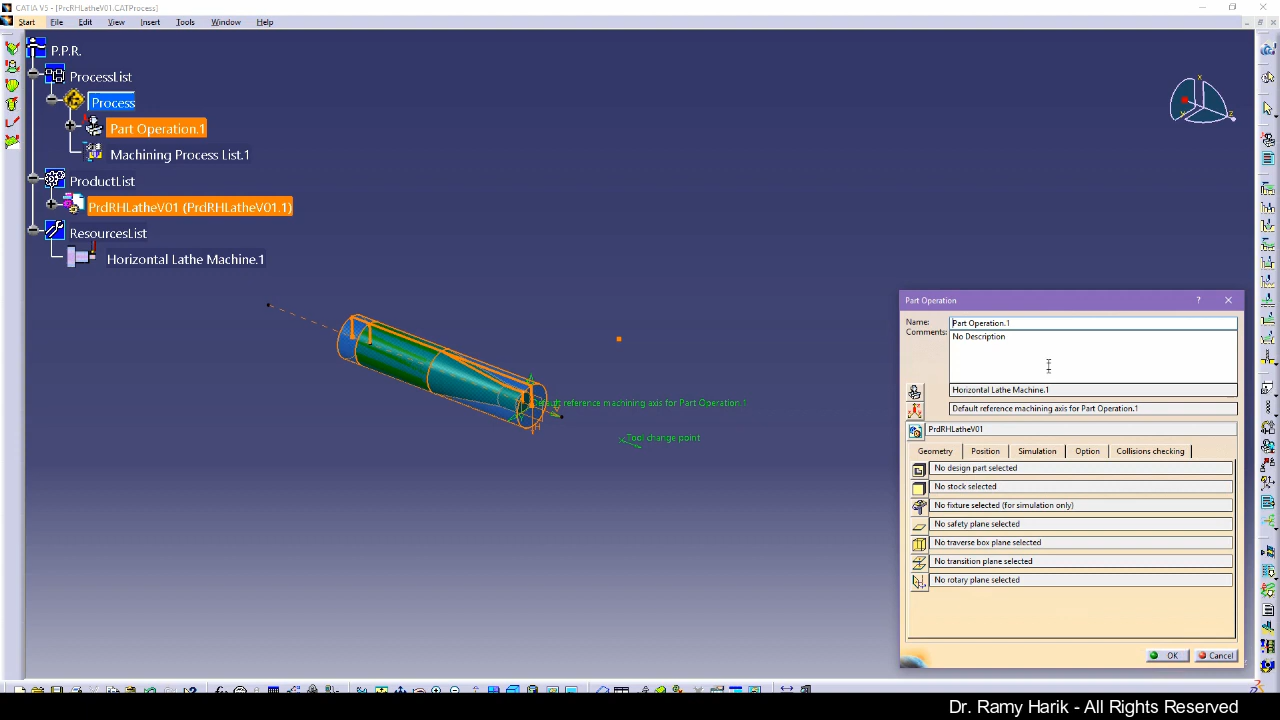 CATIA V5 - [PrcRHLatheV01.CATProcess]
Start File Edit View Insert Tools Window Help
P.P.R.
ProcessList
Process
Part Operation.1
Machining Process List.1
ProductList
PrdRHLatheV01 (PrdRHLatheV01.1)
ResourcesList
Horizontal Lathe Machine.1
Default reference machining axis for Part Operation.1
Tool change point
Part Operation
Name: Part Operation.1
Comments: No Description
Horizontal Lathe Machine.1
Default reference machining axis for Part Operation.1
PrdRHLatheV01
Geometry Position Simulation Option Collisions checking
No design part selected
No stock selected
No fixture selected (for simulation only)
No safety plane selected
No traverse box plane selected
No transition plane selected
No rotary plane selected
OK Cancel
Dr. Ramy Harik - All Rights Reserved